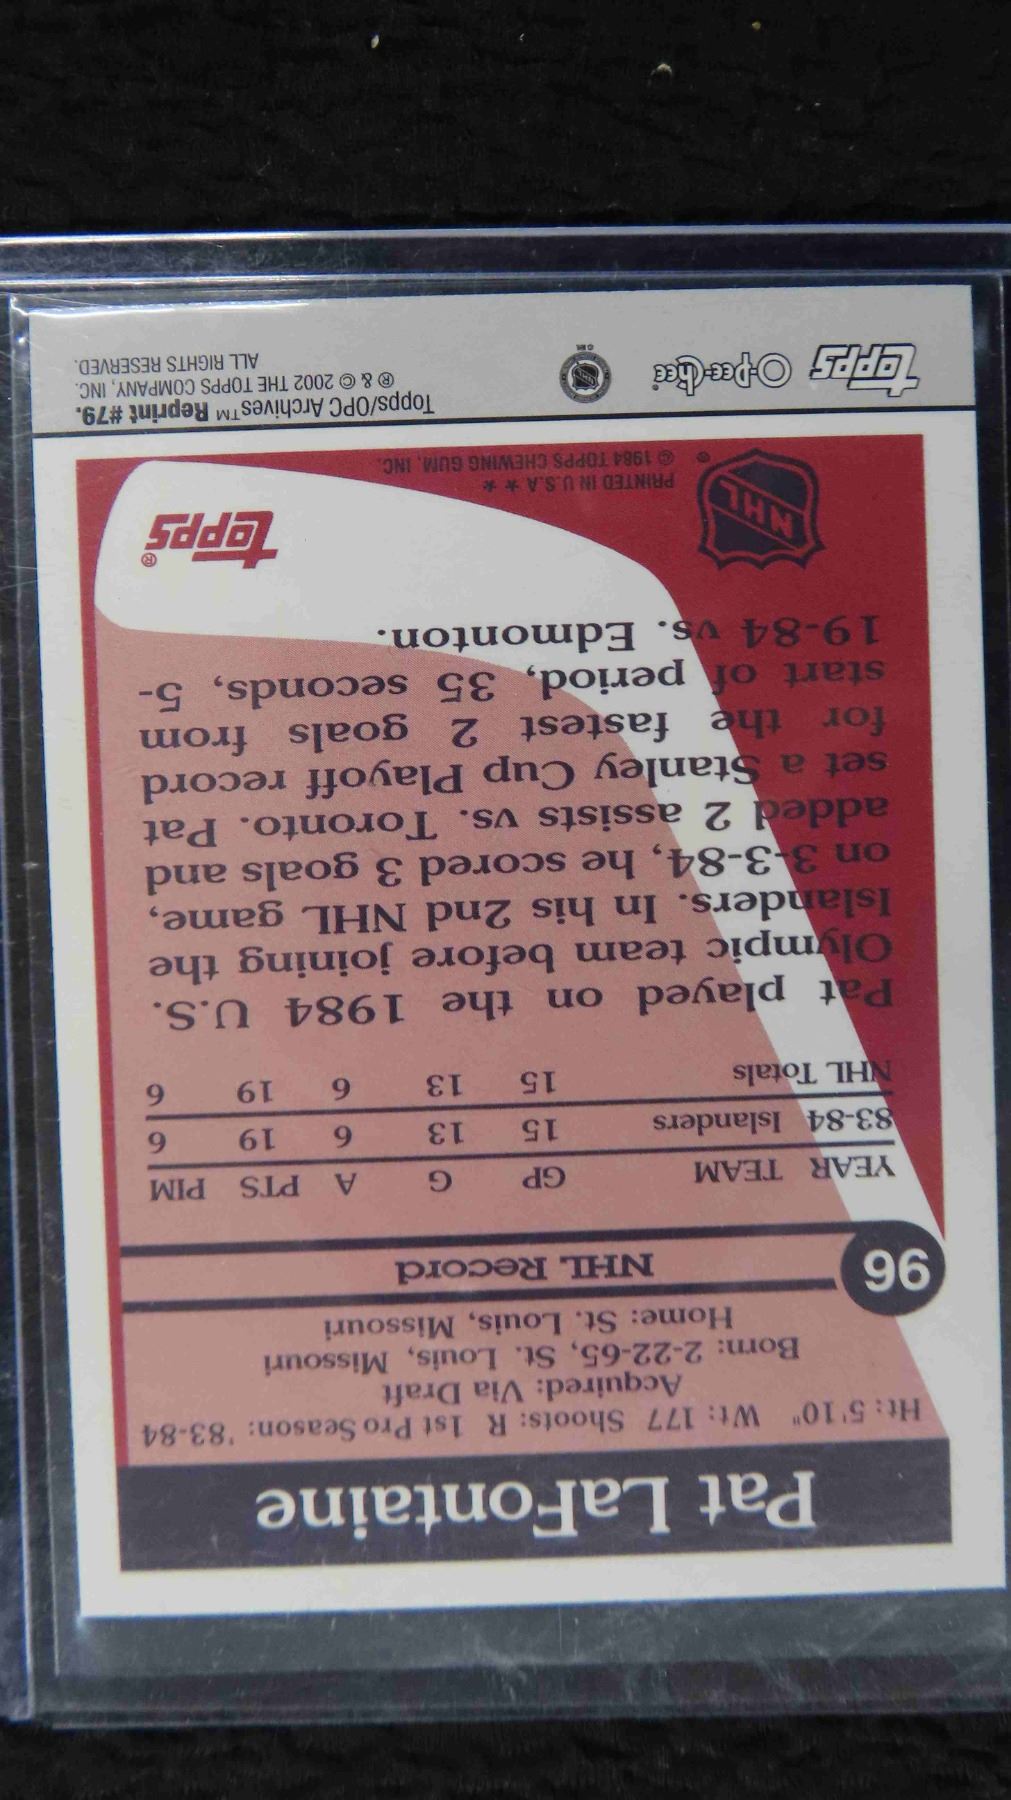 Pat LaFontaine
Ht: 5'10" Wt: 177 Shoots: R 1st Pro Season: '83-84
Acquired: Via Draft
Born: 2-22-65, St. Louis, Missouri
Home: St. Louis, Missouri
96
NHL Record
YEAR TEAM GP G A PTS PIM
83-84 Islanders 15 13 6 19 6
NHL Totals 15 13 6 19 6
Pat played on the 1984 U.S.
Olympic team before joining the
Islanders. In his 2nd NHL game,
on 3-3-84, he scored 3 goals and
added 2 assists vs. Toronto. Pat
set a Stanley Cup Playoff record
for the fastest 2 goals from
start of period, 35 seconds, 5-
19-84 vs. Edmonton.
NHL
®
topps®
PRINTED IN U.S.A ★ ★
© 1984 TOPPS CHEWING GUM, INC.
topps
O-Pee-Chee
Topps/OPC Archives™ Reprint #79.
® & © 2002 THE TOPPS COMPANY, INC.
ALL RIGHTS RESERVED.